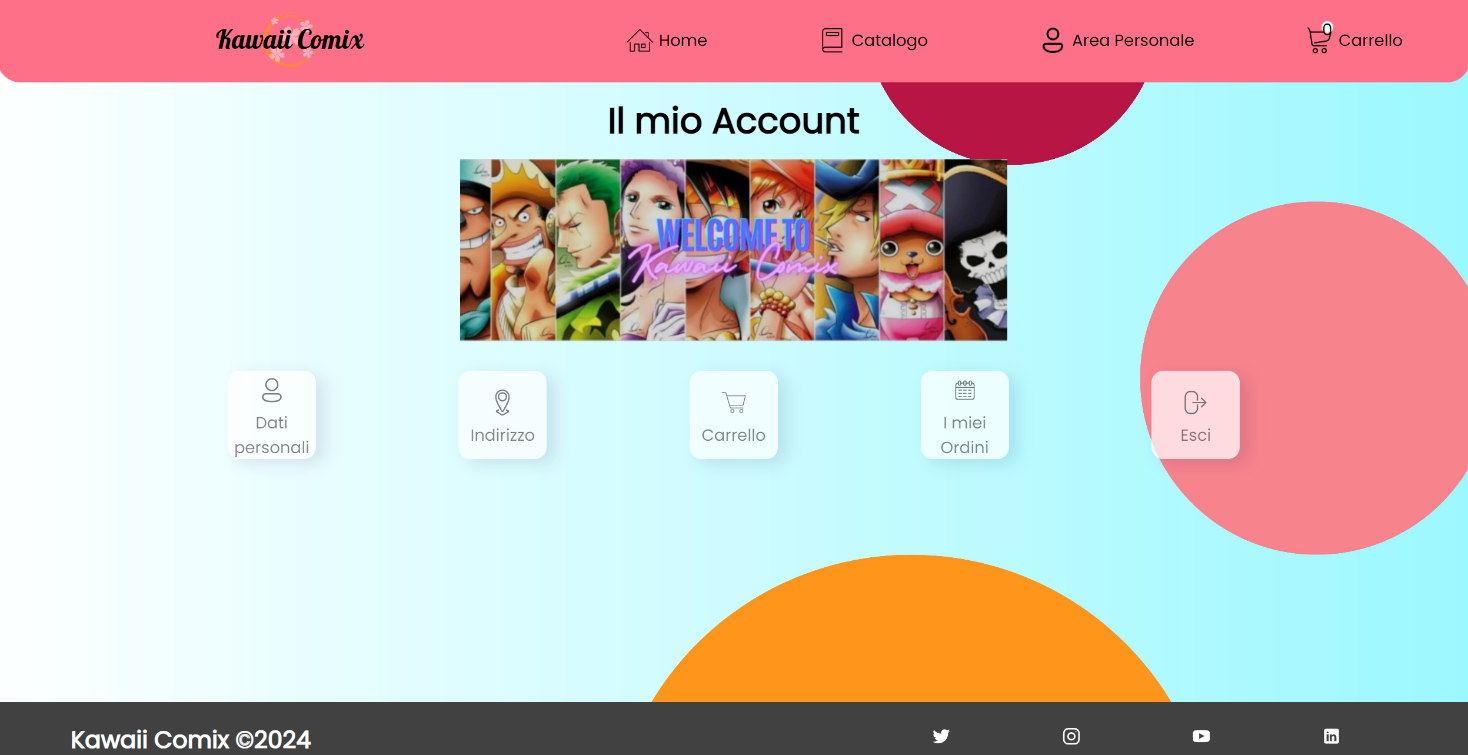 Kawaii Comix
Home
Catalogo
Area Personale
0
Carrello
Il mio Account
WELCOME TO
Kawaii Comix
Dati
personali
Indirizzo
Carrello
I miei
Ordini
Esci
Kawaii Comix ©2024